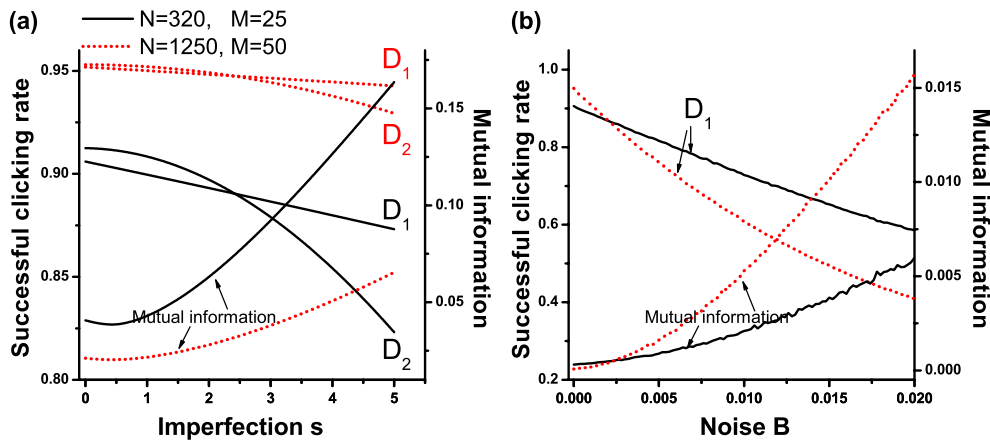 (a)
N=320, M=25
N=1250, M=50
Successful clicking rate
0.95
0.90
0.85
0.80
D1
D2
D1
D2
Mutual information
0.15
0.10
0.05
Mutual information
0 1 2 3 4 5
Imperfection s
(b)
Successful clicking rate
1.0
0.8
0.6
0.4
0.2
D1
Mutual information
0.015
0.010
0.005
0.000
Mutual information
0.000 0.005 0.010 0.015 0.020
Noise B